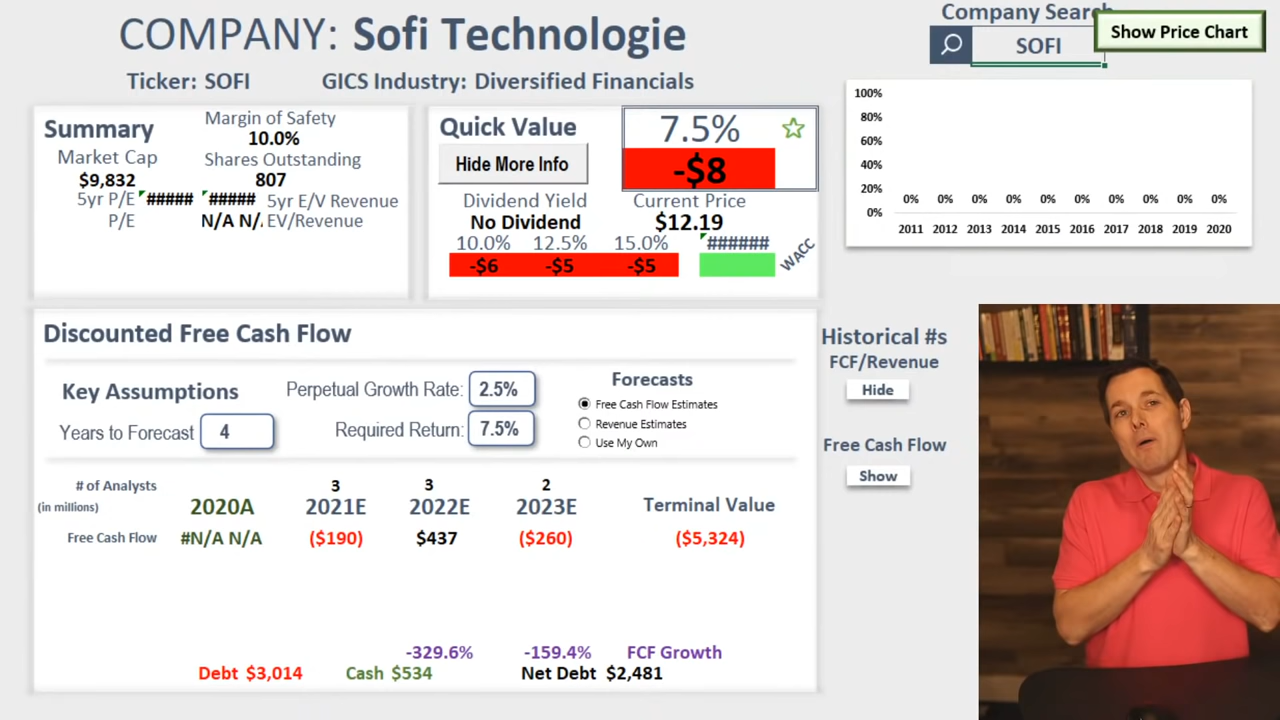 COMPANY: Sofi Technologie
Ticker: SOFI GICS Industry: Diversified Financials
Company Search
SOFI
Show Price Chart
Summary
Margin of Safety
10.0%
Market Cap
$9,832
Shares Outstanding
807
5yr P/E ##### ##### 5yr E/V Revenue
P/E N/A N/ EV/Revenue
Quick Value
Hide More Info
7.5%
-$8
Dividend Yield
No Dividend
Current Price
$12.19
10.0% 12.5% 15.0% ######
-$6 -$5 -$5
WACC
100%
80%
60%
40%
20%
0%
0% 0% 0% 0% 0% 0% 0% 0% 0% 0%
2011 2012 2013 2014 2015 2016 2017 2018 2019 2020
Discounted Free Cash Flow
Key Assumptions
Years to Forecast 4
Perpetual Growth Rate: 2.5%
Required Return: 7.5%
Forecasts
Free Cash Flow Estimates
Revenue Estimates
Use My Own
Historical #s
FCF/Revenue
Hide
Free Cash Flow
Show
# of Analysts 3 3 2
(in millions) 2020A 2021E 2022E 2023E Terminal Value
Free Cash Flow #N/A N/A ($190) $437 ($260) ($5,324)
-329.6% -159.4% FCF Growth
Debt $3,014 Cash $534 Net Debt $2,481